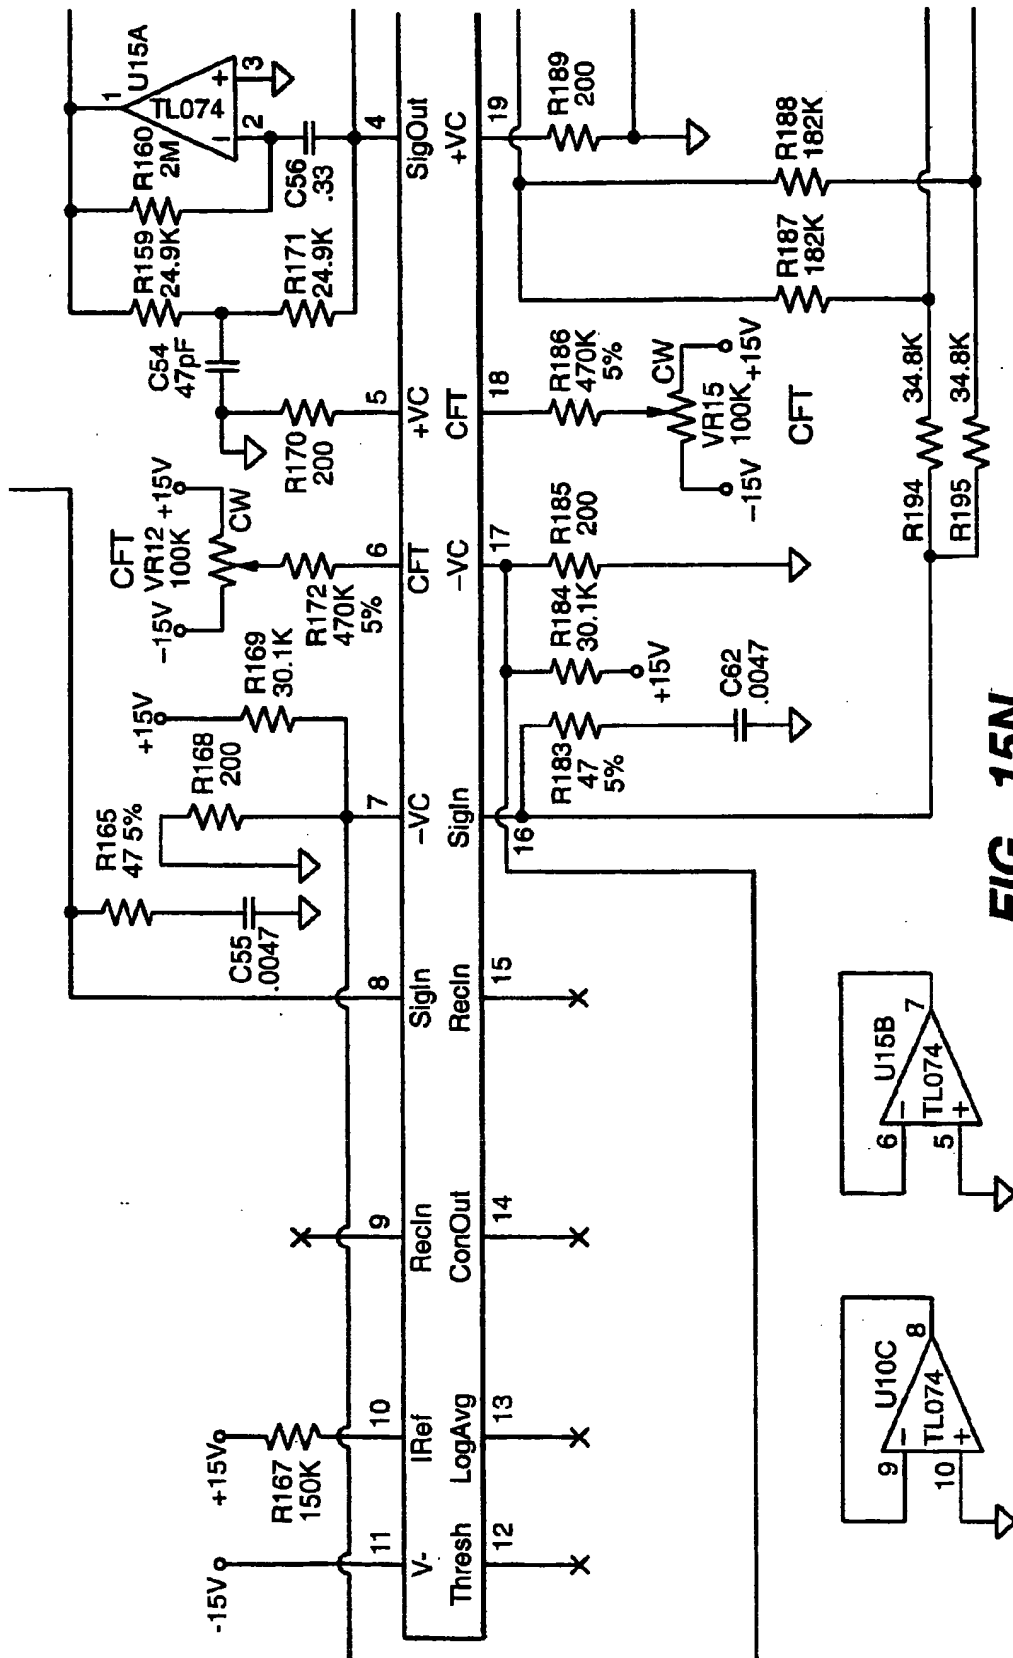 -15V
11
V-
+15V
R167
150K
10
IRef
9
RecIn
8
SigIn
R165
47 5%
C55
.0047
R168
200
+15V
R169
30.1K
7
-VC
CFT
VR12
100K
-15V
+15V
CW
R172
470K
5%
6
CFT
R170
200
5
+VC
C54
47pF
R159
24.9K
R160
2M
R171
24.9K
C56
.33
U15A
TL074
1
2
3
-
+
4
SigOut
Thresh
12
LogAvg
13
ConOut
14
RecIn
15
SigIn
16
-VC
17
CFT
18
+VC
19
R183
47
5%
C62
.0047
R184
30.1K
+15V
R185
200
R186
470K
5%
CW
VR15
100K
-15V
+15V
CFT
R189
200
R187
182K
R188
182K
R194
34.8K
R195
34.8K
U10C
TL074
9
10
8
-
+
U15B
TL074
6
5
7
-
+
FIG._15N